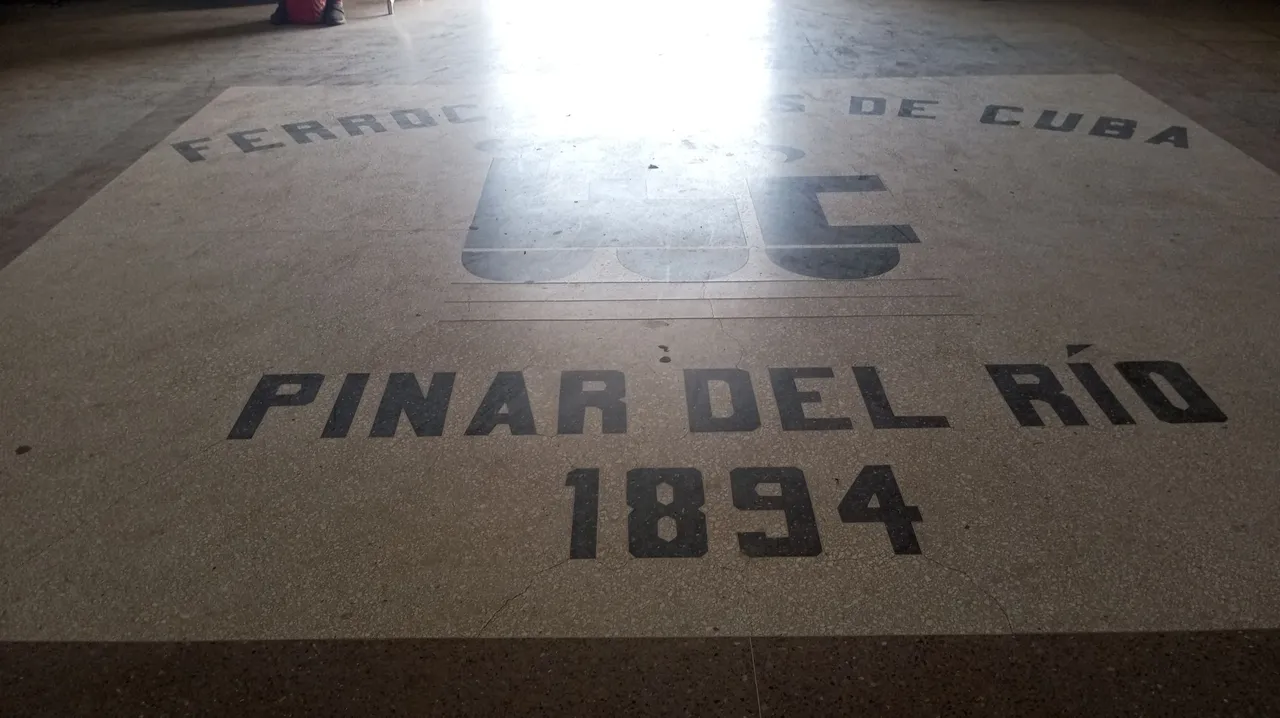 DE CUBA
PINAR DEL RÍO
1894